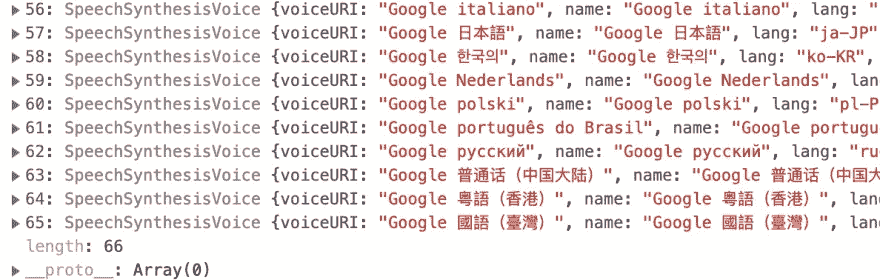 56: SpeechSynthesisVoice {voiceURI: "Google italiano", name: "Google italiano", lang: "
57: SpeechSynthesisVoice {voiceURI: "Google 日本語", name: "Google 日本語", lang: "ja-JP"
58: SpeechSynthesisVoice {voiceURI: "Google 한국의", name: "Google 한국의", lang: "ko-KR",
59: SpeechSynthesisVoice {voiceURI: "Google Nederlands", name: "Google Nederlands", lan
60: SpeechSynthesisVoice {voiceURI: "Google polski", name: "Google polski", lang: "pl-P
61: SpeechSynthesisVoice {voiceURI: "Google português do Brasil", name: "Google portugu
62: SpeechSynthesisVoice {voiceURI: "Google русский", name: "Google русский", lang: "ru
63: SpeechSynthesisVoice {voiceURI: "Google 普通话（中国大陆）", name: "Google 普通话（中国大
64: SpeechSynthesisVoice {voiceURI: "Google 粤語（香港）", name: "Google 粤語（香港）", lan
65: SpeechSynthesisVoice {voiceURI: "Google 國語（臺灣）", name: "Google 國語（臺灣）", lan
length: 66
__proto__: Array(0)